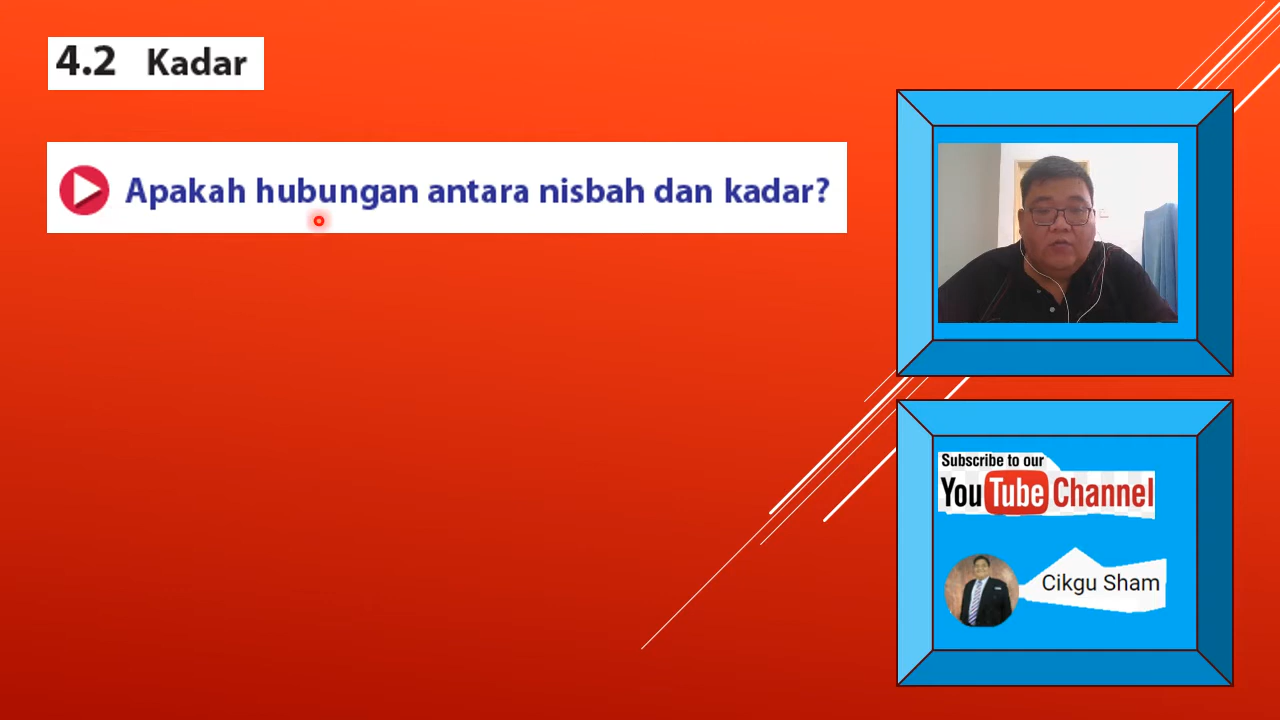 4.2 Kadar
Apakah hubungan antara nisbah dan kadar?
Subscribe to our
YouTube Channel
Cikgu Sham